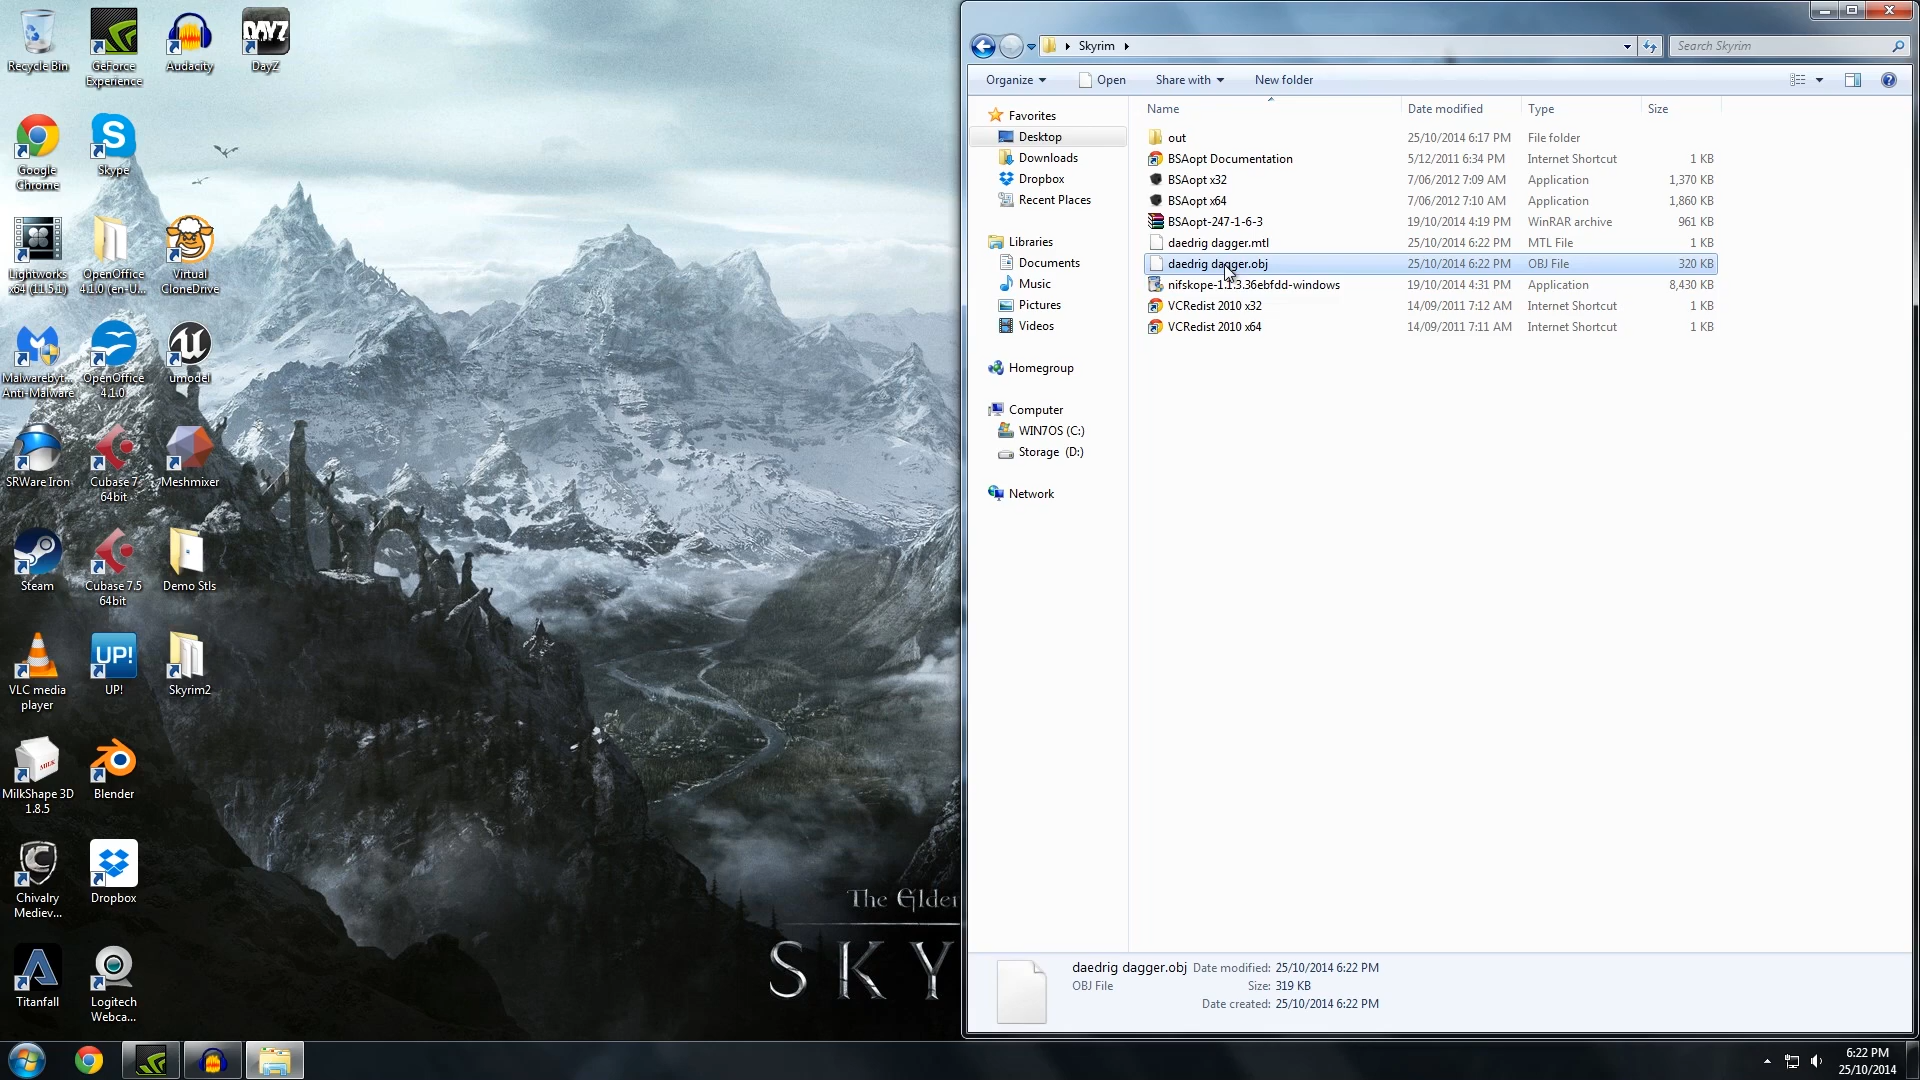 Recycle Bin
GeForce
Experience
Audacity
DAYZ
DayZ
Google
Chrome
Skype
Lightworks
x64 (11.5.1)
OpenOffice
4.1.0 (en-U...
Virtual
CloneDrive
Malwareby t...
Anti-Malware
OpenOffice
4.1.0
umodel
SRWare Iron
Cubase 7
64bit
Meshmixer
Steam
Cubase 7.5
64bit
Demo Stls
VLC media
player
UP!
UP!
Skyrim2
MILK
MilkShape 3D
1.8.5
Blender
Chivalry
Mediev...
Dropbox
Titanfall
Logitech
Webca...
The Elder
SKY
Skyrim
Search Skyrim
Organize Open Share with New folder
Favorites
Desktop
Downloads
Dropbox
Recent Places
Libraries
Documents
Music
Pictures
Videos
Homegroup
Computer
WIN7OS (C:)
Storage (D:)
Network
Name Date modified Type Size
out 25/10/2014 6:17 PM File folder
BSAopt Documentation 5/12/2011 6:34 PM Internet Shortcut 1 KB
BSAopt x32 7/06/2012 7:09 AM Application 1,370 KB
BSAopt x64 7/06/2012 7:10 AM Application 1,860 KB
BSAopt-247-1-6-3 19/10/2014 4:19 PM WinRAR archive 961 KB
daedrig dagger.mtl 25/10/2014 6:22 PM MTL File 1 KB
daedrig dagger.obj 25/10/2014 6:22 PM OBJ File 320 KB
nifskope-1.1.3.36ebfdd-windows 19/10/2014 4:31 PM Application 8,430 KB
VCRedist 2010 x32 14/09/2011 7:12 AM Internet Shortcut 1 KB
VCRedist 2010 x64 14/09/2011 7:11 AM Internet Shortcut 1 KB
daedrig dagger.obj Date modified: 25/10/2014 6:22 PM
OBJ File Size: 319 KB
Date created: 25/10/2014 6:22 PM
6:22 PM
25/10/2014